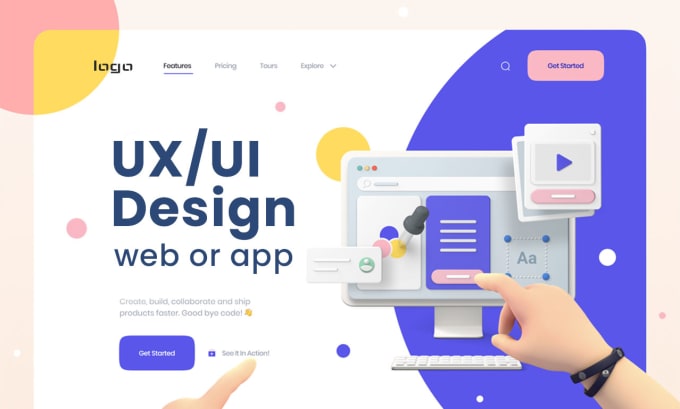 logo
Features
Pricing
Tours
Explore
Get Started
UX/UI
Design
web or app
Aa
Create, build, collaborate and ship
products faster. Good bye code! 👋
Get Started
See It In Action!